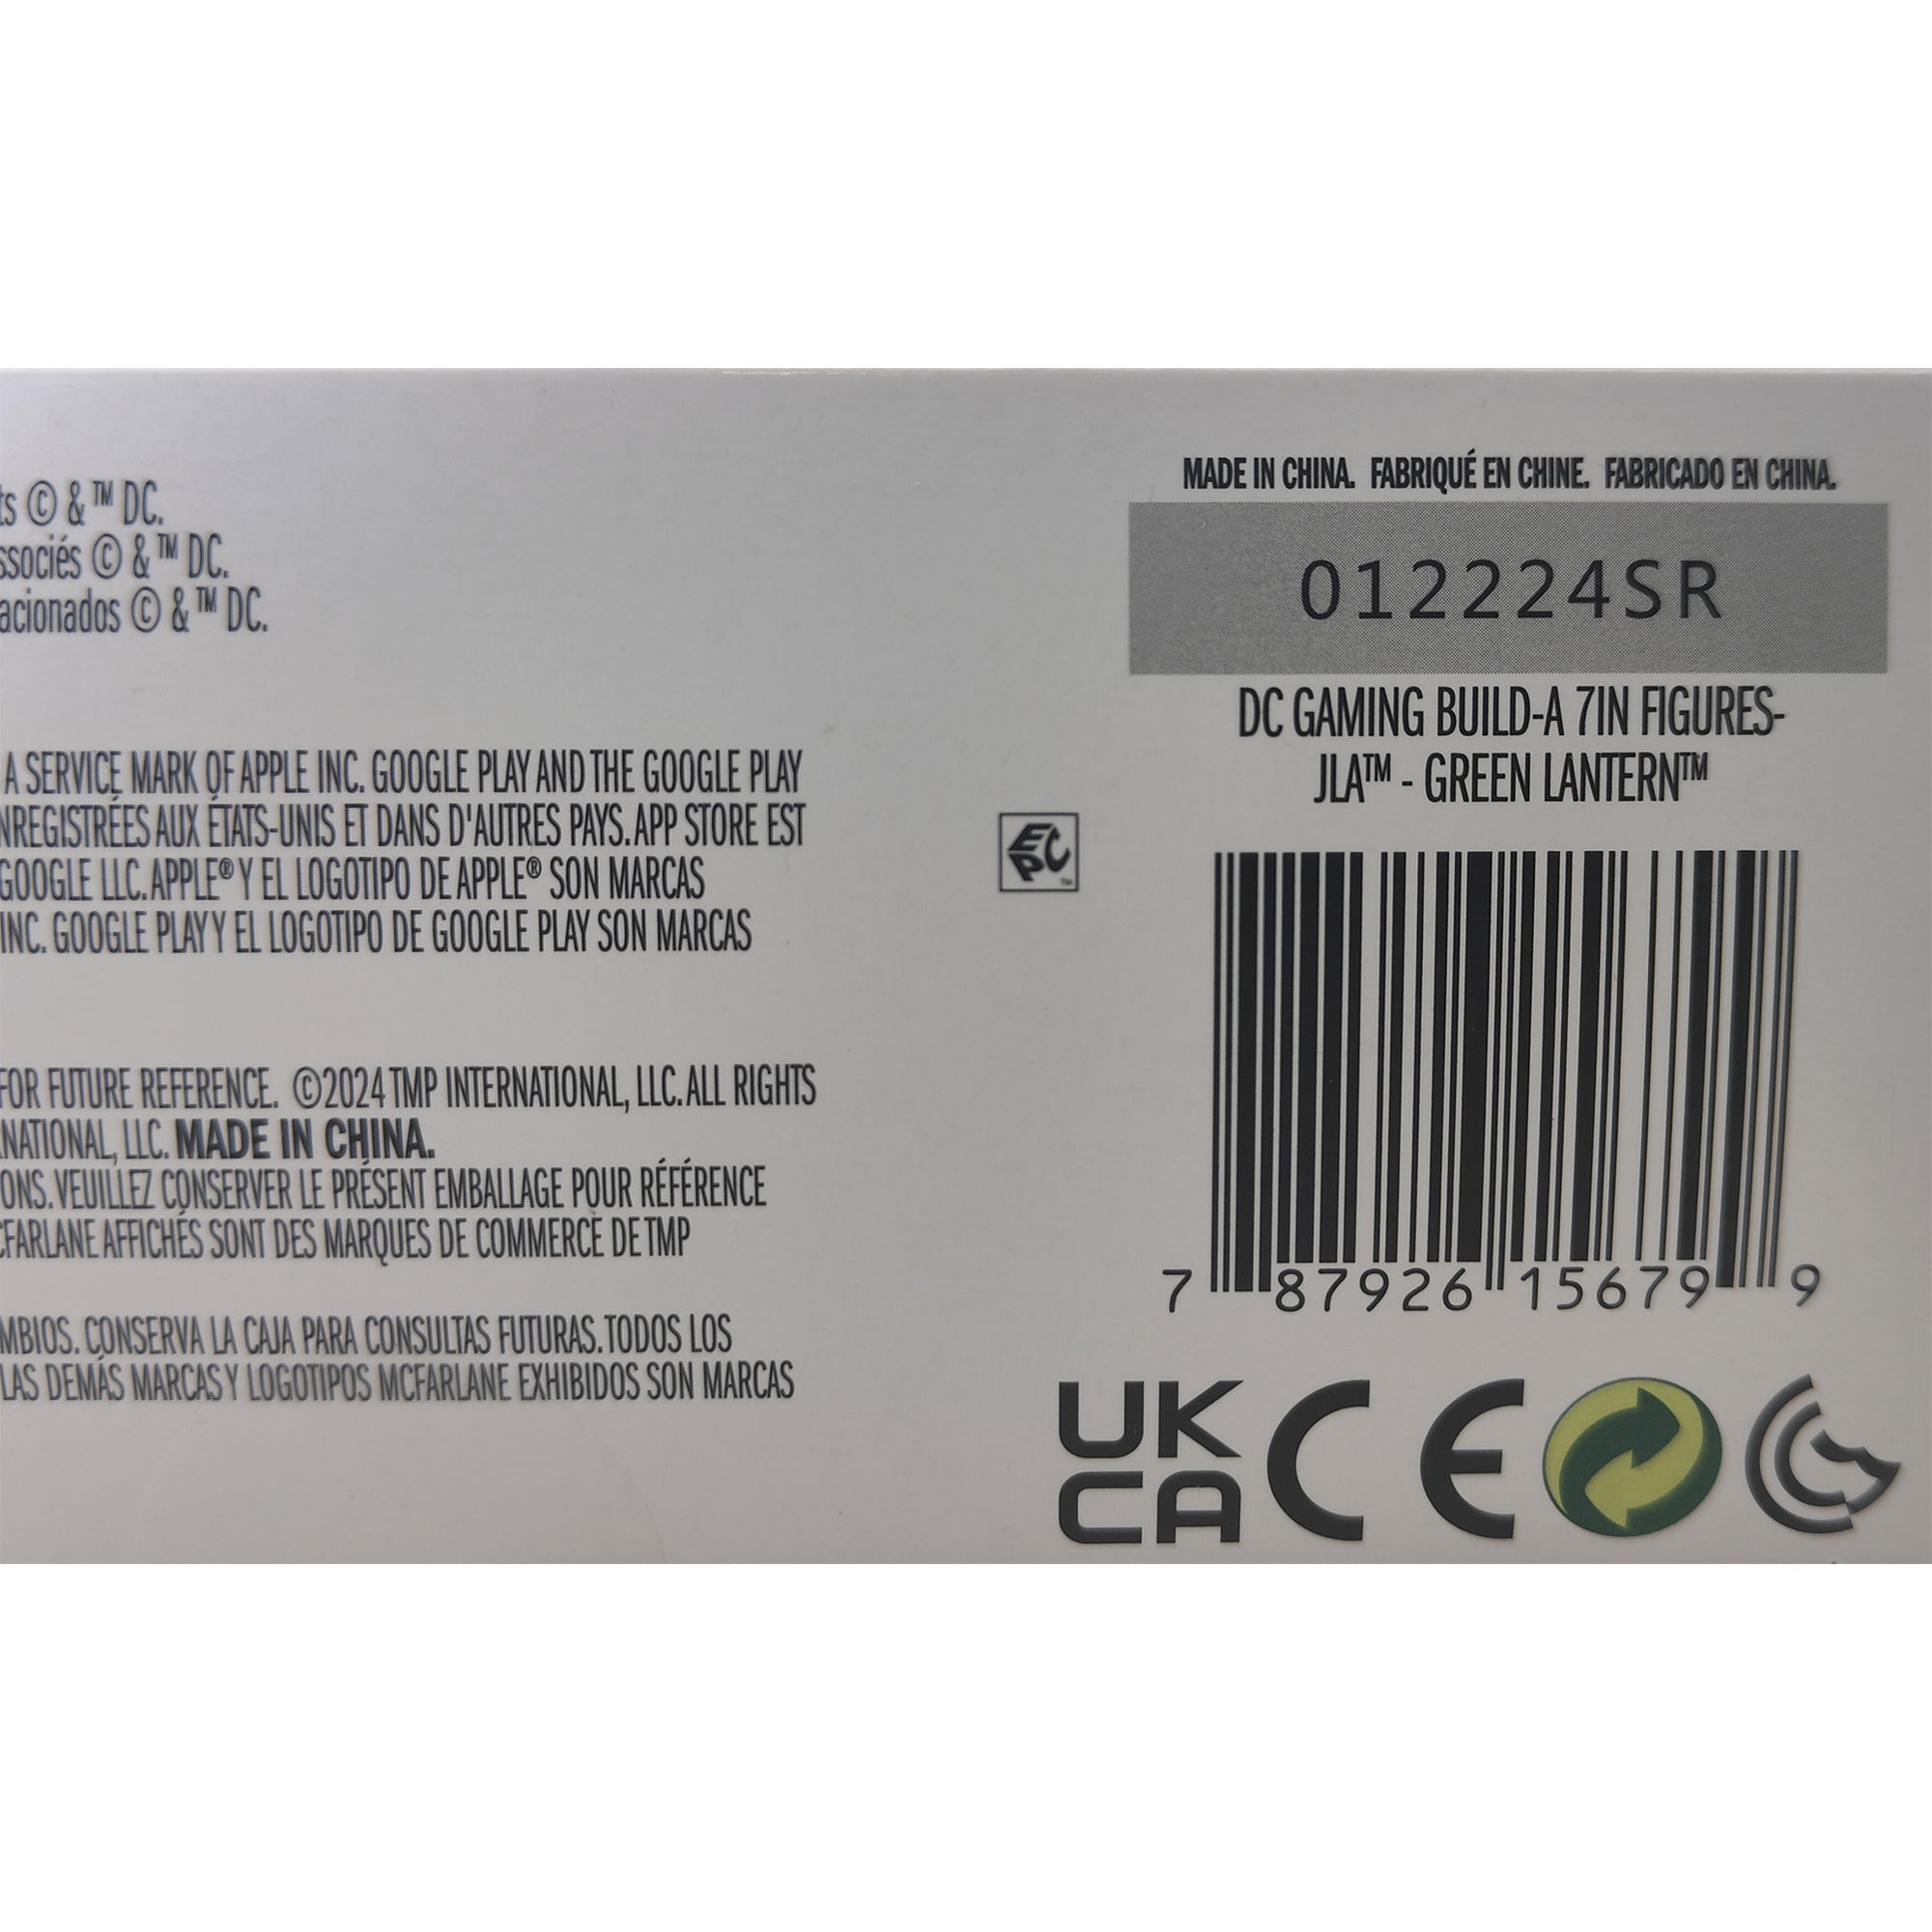 ts © & ™ DC.
ssociés © & ™ DC.
acionados © & ™ DC.
A SERVICE MARK OF APPLE INC. GOOGLE PLAY AND THE GOOGLE PLAY
NREGISTRÉES AUX ÉTATS-UNIS ET DANS D'AUTRES PAYS. APP STORE EST
GOOGLE LLC. APPLE® Y EL LOGOTIPO DE APPLE® SON MARCAS
INC. GOOGLE PLAY Y EL LOGOTIPO DE GOOGLE PLAY SON MARCAS
FOR FUTURE REFERENCE. ©2024 TMP INTERNATIONAL, LLC. ALL RIGHTS
NATIONAL, LLC. MADE IN CHINA.
ONS. VEUILLEZ CONSERVER LE PRÉSENT EMBALLAGE POUR RÉFÉRENCE
CFARLANE AFFICHÉS SONT DES MARQUES DE COMMERCE DE TMP
MBIOS. CONSERVA LA CAJA PARA CONSULTAS FUTURAS. TODOS LOS
LAS DEMÁS MARCAS Y LOGOTIPOS MCFARLANE EXHIBIDOS SON MARCAS
EPC™
MADE IN CHINA. FABRIQUÉ EN CHINE. FABRICADO EN CHINA.
012224SR
DC GAMING BUILD-A 7IN FIGURES-
JLA™ - GREEN LANTERN™
7 87926 15679 9
UK
CA CE